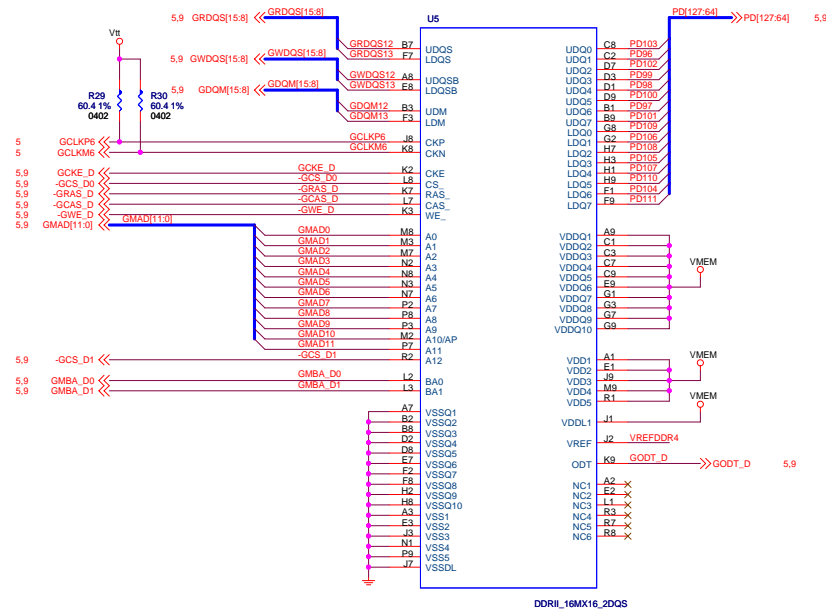 5,9 GRDQS[15:8] GRDQS[15:8] U5 PD[127:64] PD[127:64] 5,9
Vtt
GRDQS12 B7 UDQS UDQ0 C8 PD103
5,9 GWDQS[15:8] GWDQS[15:8] GRDQS13 F7 LDQS UDQ1 C2 PD96
UDQ2 D7 PD102
GWDQS12 A8 UDQSB UDQ3 D3 PD99
5,9 GDQM[15:8] GDQM[15:8] GWDQS13 E8 LDQSB UDQ4 D1 PD98
UDQ5 D9 PD100
R29 R30 GDQM12 B3 UDM UDQ6 B1 PD97
60.4 1% 60.4 1% GDQM13 F3 LDM UDQ7 B9 PD101
0402 0402 LDQ0 G8 PD109
5 GCLKP6 GCLKP6 J8 CKP LDQ1 G2 PD106
5 GCLKM6 GCLKM6 K8 CKN LDQ2 H7 PD108
LDQ3 H3 PD105
5,9 GCKE_D GCKE_D K2 CKE LDQ4 H1 PD107
5,9 -GCS_D0 -GCS_D0 L8 CS_ LDQ5 H9 PD110
5,9 -GRAS_D -GRAS_D K7 RAS_ LDQ6 F1 PD104
5,9 -GCAS_D -GCAS_D L7 CAS_ LDQ7 F9 PD111
5,9 -GWE_D -GWE_D K3 WE_
5,9 GMAD[11:0] GMAD[11:0]
GMAD0 M8 A0 VDDQ1 A9
GMAD1 M3 A1 VDDQ2 C1
GMAD2 M7 A2 VDDQ3 C3
GMAD3 N2 A3 VDDQ4 C7 VMEM
GMAD4 N8 A4 VDDQ5 C9
GMAD5 N3 A5 VDDQ6 E9
GMAD6 N7 A6 VDDQ7 G1
GMAD7 P2 A7 VDDQ8 G3
GMAD8 P8 A8 VDDQ9 G7
GMAD9 P3 A9 VDDQ10 G9
GMAD10 M2 A10/AP
GMAD11 P7 A11
5,9 -GCS_D1 -GCS_D1 R2 A12 VDD1 A1 VMEM
VDD2 E1
5,9 GMBA_D0 GMBA_D0 L2 BA0 VDD3 J9
5,9 GMBA_D1 GMBA_D1 L3 BA1 VDD4 M9
VDD5 R1 VMEM
A7 VSSQ1
B2 VSSQ2 VDDL1 J1
B8 VSSQ3
D2 VSSQ4 VREF J2 VREFDDR4
D8 VSSQ5
E7 VSSQ6 ODT K9 GODT_D GODT_D 5,9
F2 VSSQ7
F8 VSSQ8 NC1 A2
H2 VSSQ9 NC2 E2
H8 VSSQ10 NC3 L1
A3 VSS1 NC4 R3
E3 VSS2 NC5 R7
J3 VSS3 NC6 R8
N1 VSS4
P9 VSS5
J7 VSSDL
DDRII_16MX16_2DQS